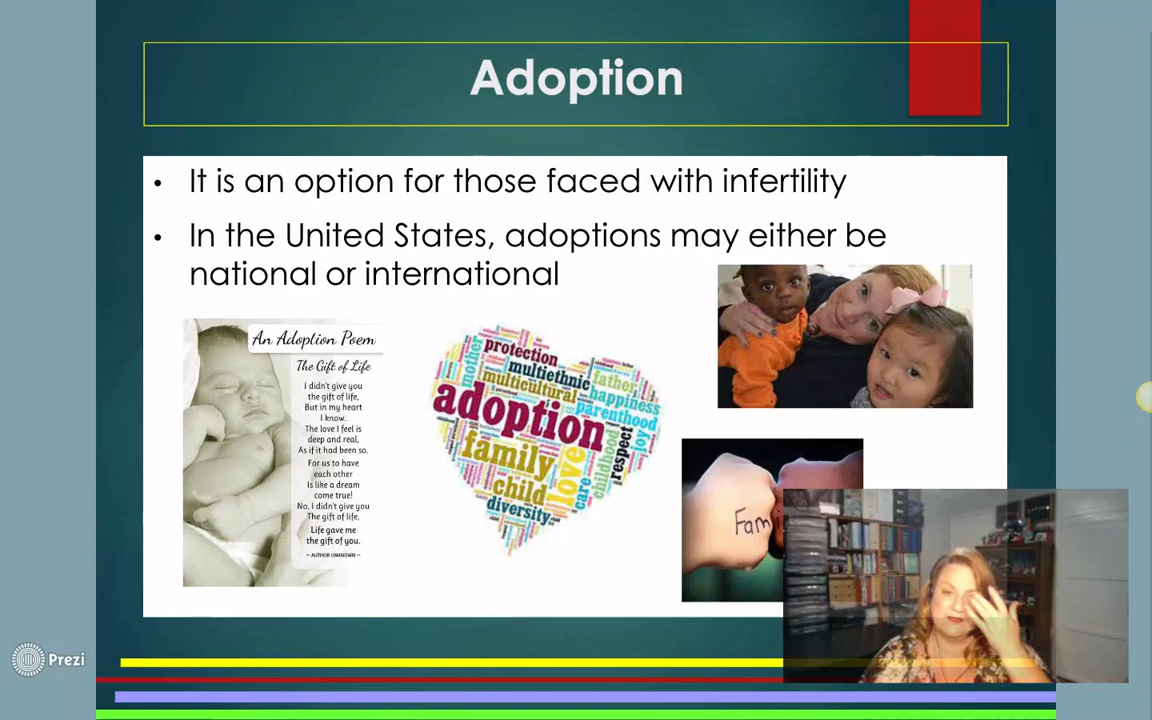 Adoption
• It is an option for those faced with infertility
• In the United States, adoptions may either be
national or international
An Adoption Poem
The Gift of Life
I didn't give you
the gift of life,
But in my heart
I know.
The love I feel is
deep and real,
As if it had been so.
For us to have
each other
Is like a dream
come true!
No, I didn't give you
The gift of life,
Life gave me
the gift of you.
~ AUTHOR UNKNOWN ~
mother
protection
multiethnic
multicultural
father
happiness
parenthood
adoption
family
love
child
childhood
respect
joy
care
diversity
Fam
Prezi